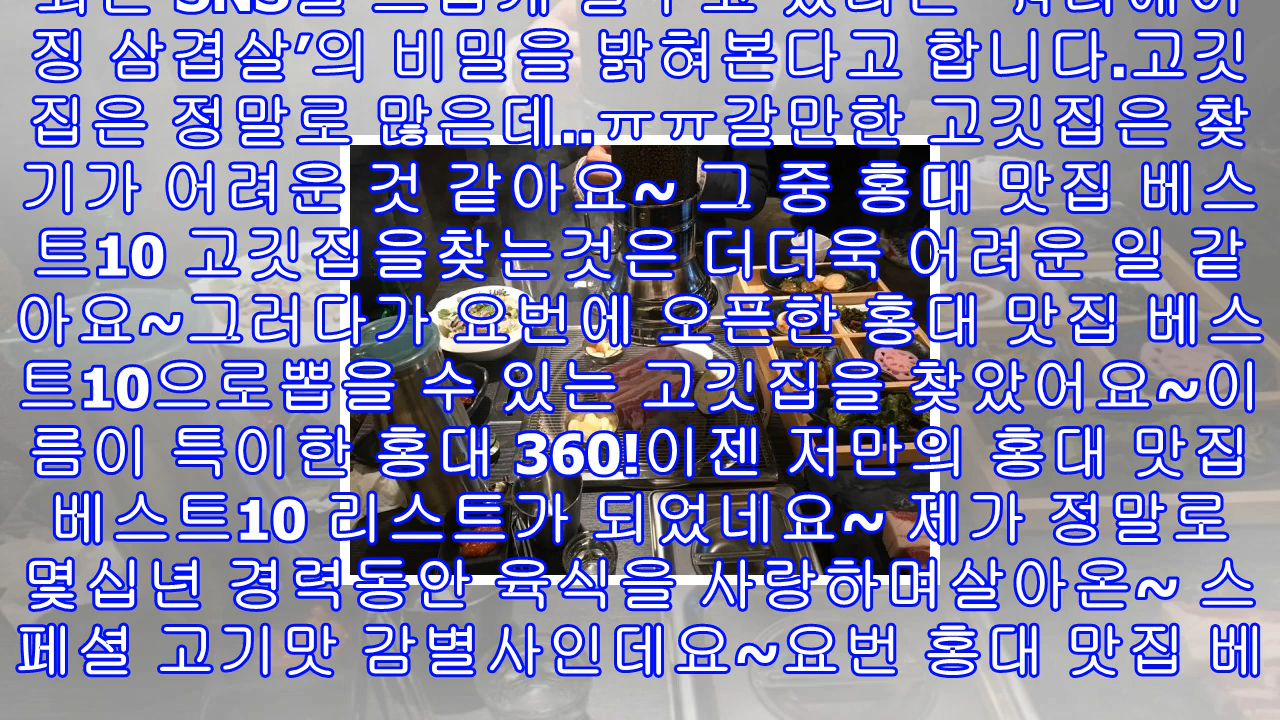 징 삼겹살’의 비밀을 밝혀본다고 합니다.고깃
집은 정말로 많은데..ㅠㅠ갈만한 고깃집은 찾
기가 어려운 것 같아요~ 그 중 홍대 맛집 베스
트10 고깃집을찾는것은 더더욱 어려운 일 같
아요~그러다가 요번에 오픈한 홍대 맛집 베스
트10으로뽑을 수 있는 고깃집을 찾았어요~이
름이 특이한 홍대 360!이젠 저만의 홍대 맛집
베스트10 리스트가 되었네요~ 제가 정말로
몇십년 경력동안 육식을 사랑하며살아온~ 스
페셜 고기맛 감별사인데요~요번 홍대 맛집 베